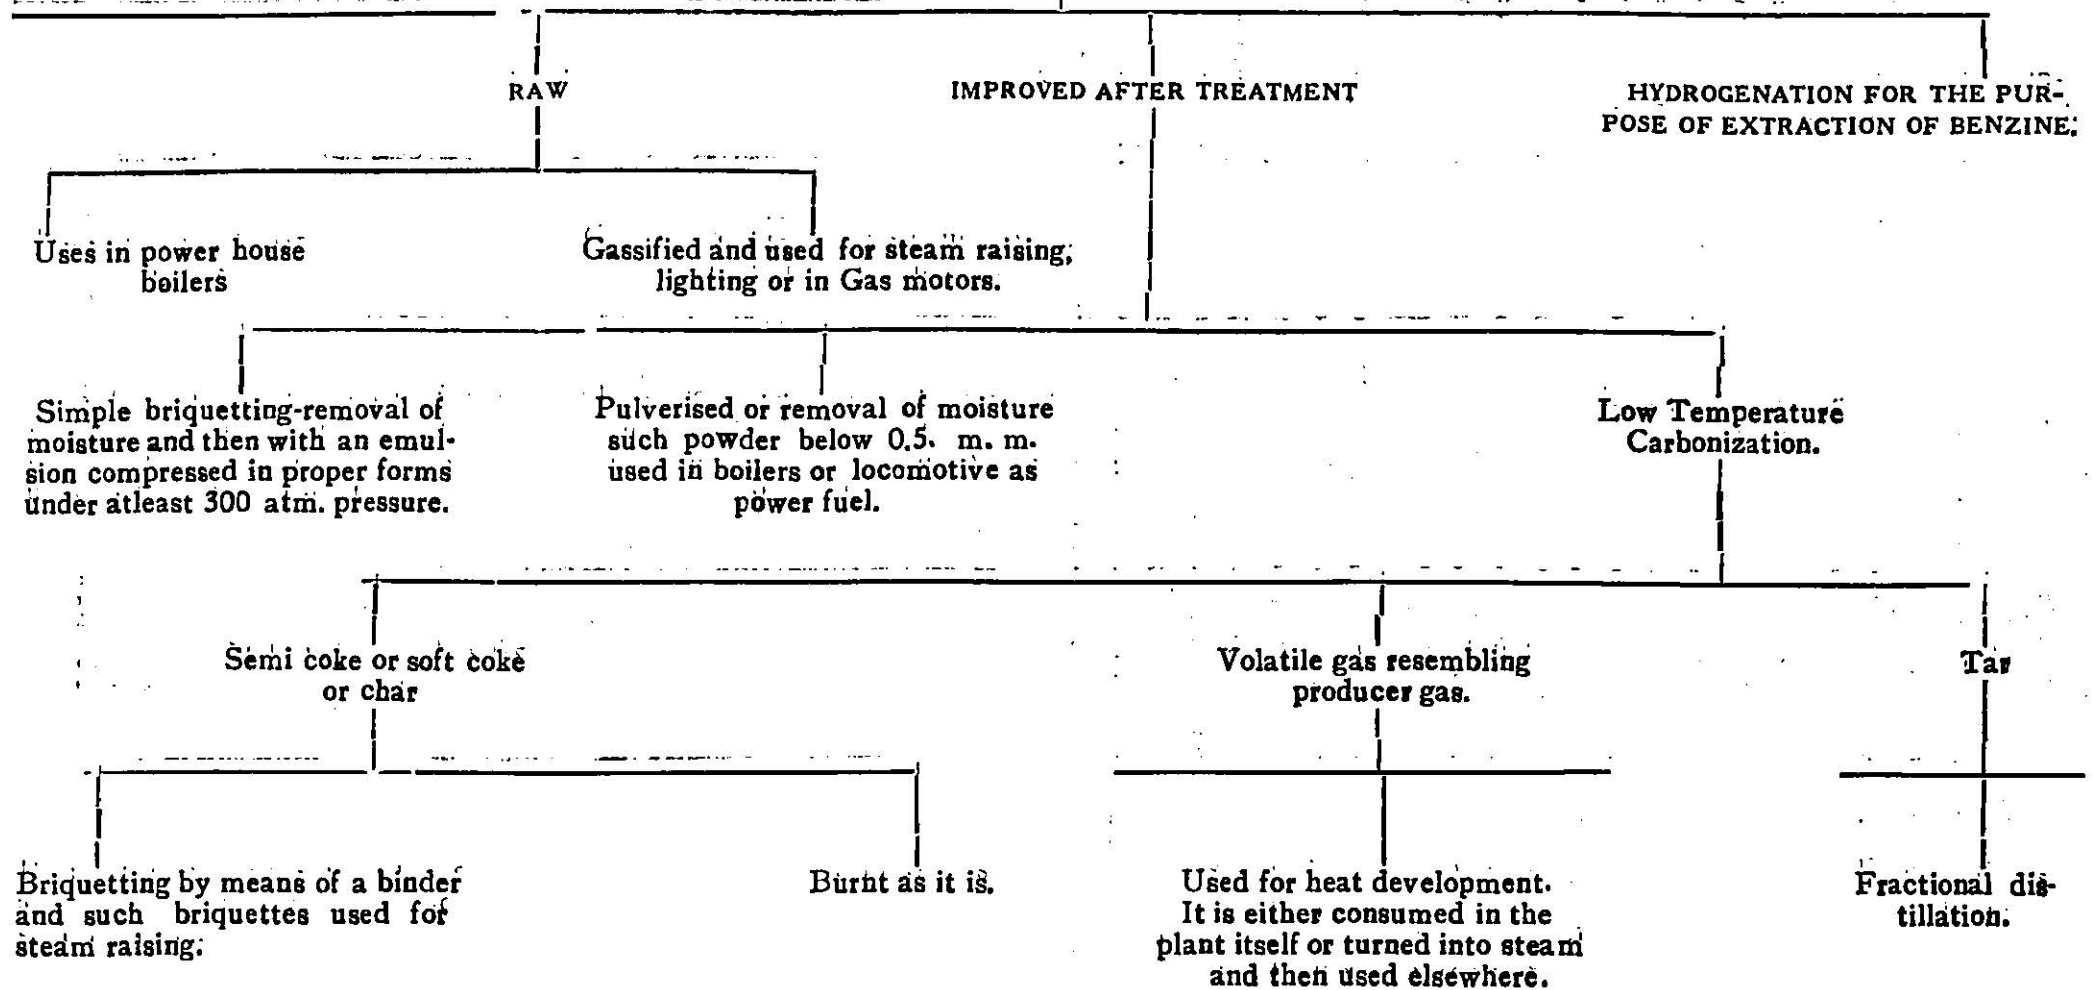 RAW
IMPROVED AFTER TREATMENT
HYDROGENATION FOR THE PUR-
POSE OF EXTRACTION OF BENZINE.
Uses in power house
boilers
Gassified and used for steam raising,
lighting or in Gas motors.
Simple briquetting-removal of
moisture and then with an emul-
sion compressed in proper forms
under atleast 300 atm. pressure.
Pulverised or removal of moisture
such powder below 0.5. m. m.
used in boilers or locomotive as
power fuel.
Low Temperature
Carbonization.
Semi coke or soft coke
or char
Volatile gas resembling
producer gas.
Tar
Briquetting by means of a binder
and such briquettes used for
steam raising.
Burnt as it is.
Used for heat development.
It is either consumed in the
plant itself or turned into steam
and then used elsewhere.
Fractional dis-
tillation.